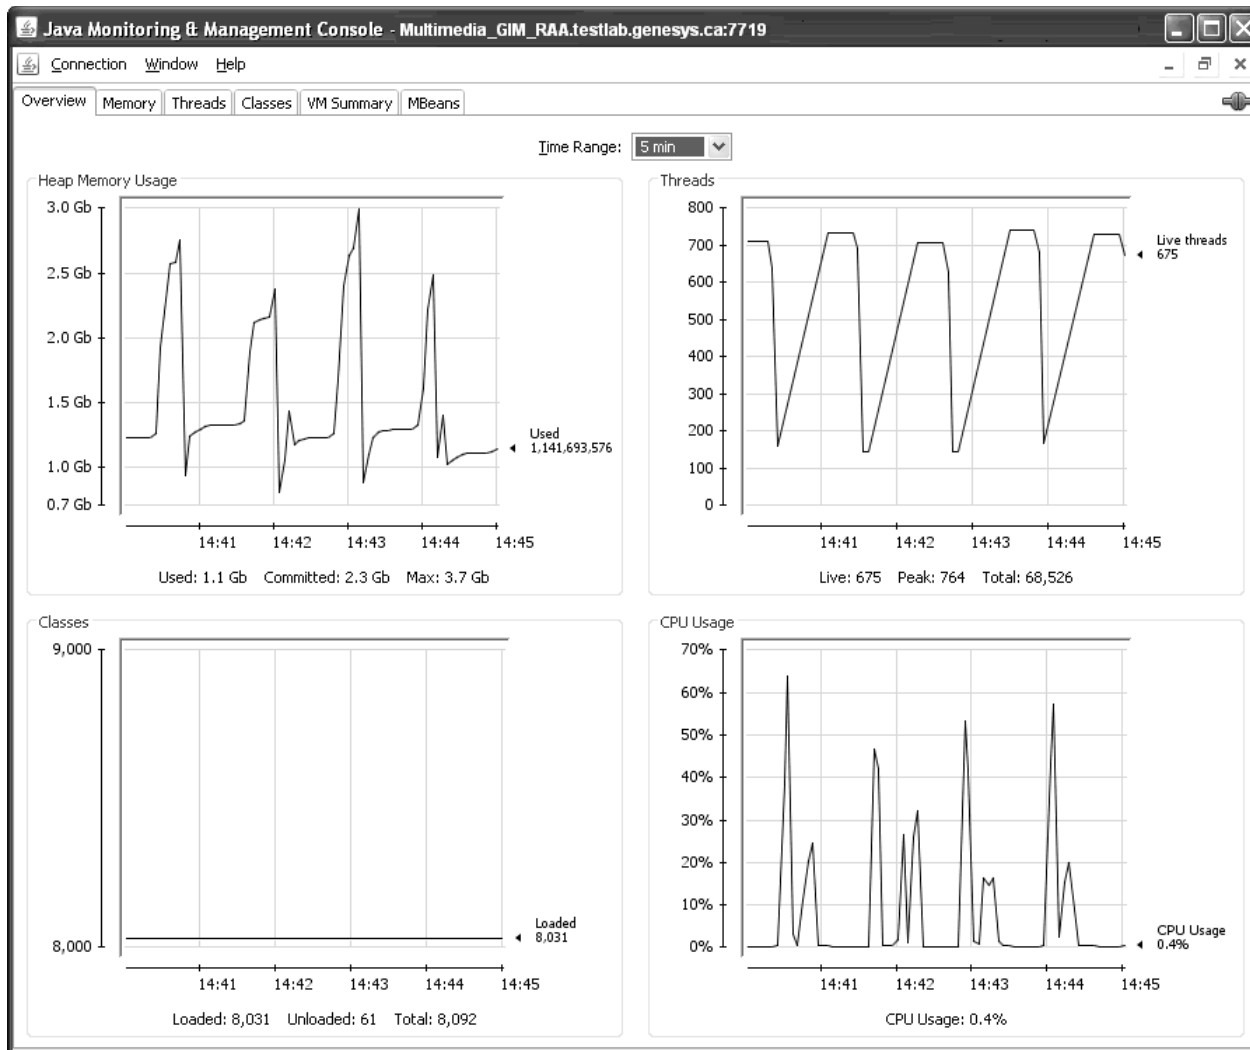 Java Monitoring & Management Console - Multimedia_GIM_RAA.testlab.genesys.ca:7719
Connection Window Help
Overview Memory Threads Classes VM Summary MBeans
Time Range: 5 min
Heap Memory Usage
3.0 Gb
2.5 Gb
2.0 Gb
1.5 Gb
1.0 Gb
0.7 Gb
Used
1,141,693,576
14:41 14:42 14:43 14:44 14:45
Used: 1.1 Gb Committed: 2.3 Gb Max: 3.7 Gb
Threads
800
700
600
500
400
300
200
100
0
Live threads
675
14:41 14:42 14:43 14:44 14:45
Live: 675 Peak: 764 Total: 68,526
Classes
9,000
8,000
Loaded
8,031
14:41 14:42 14:43 14:44 14:45
Loaded: 8,031 Unloaded: 61 Total: 8,092
CPU Usage
70%
60%
50%
40%
30%
20%
10%
0%
CPU Usage
0.4%
14:41 14:42 14:43 14:44 14:45
CPU Usage: 0.4%